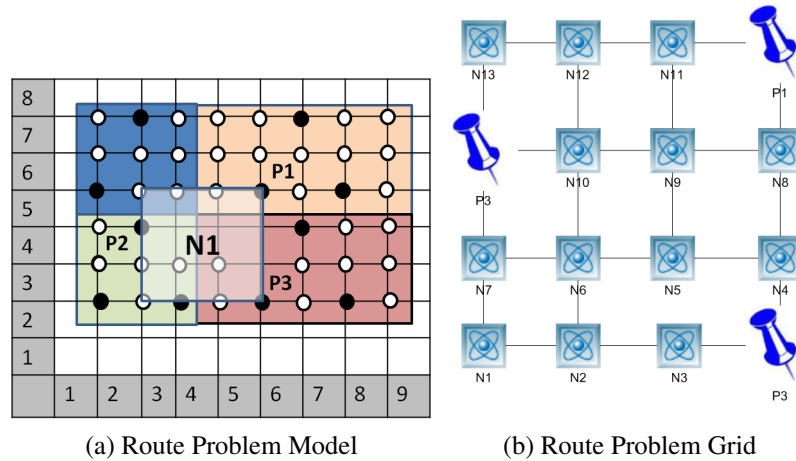 8
7
6
5
4
3
2
1
1 2 3 4 5 6 7 8 9
P1
P2
N1
P3
(a) Route Problem Model
N13 N12 N11 P1
P3 N10 N9 N8
N7 N6 N5 N4
N1 N2 N3 P3
(b) Route Problem Grid